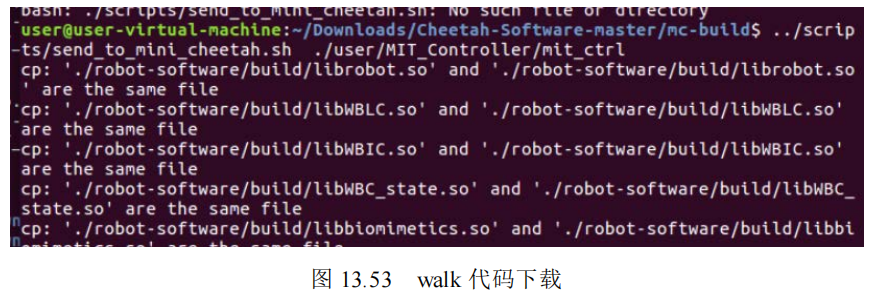 bash: ./scripts/send_to_mini_cheetah.sh: No such file or directory
user@user-virtual-machine:~/Downloads/Cheetah-Software-master/mc-build$ ../scrip
ts/send_to_mini_cheetah.sh  ./user/MIT_Controller/mit_ctrl
cp: './robot-software/build/librobot.so' and './robot-software/build/librobot.so
' are the same file
cp: './robot-software/build/libWBLC.so' and './robot-software/build/libWBLC.so'
are the same file
cp: './robot-software/build/libWBIC.so' and './robot-software/build/libWBIC.so'
are the same file
cp: './robot-software/build/libWBC_state.so' and './robot-software/build/libWBC_
state.so' are the same file
cp: './robot-software/build/libbiomimetics.so' and './robot-software/build/libbi
omimetics.so' are the same file
图 13.53 walk 代码下载